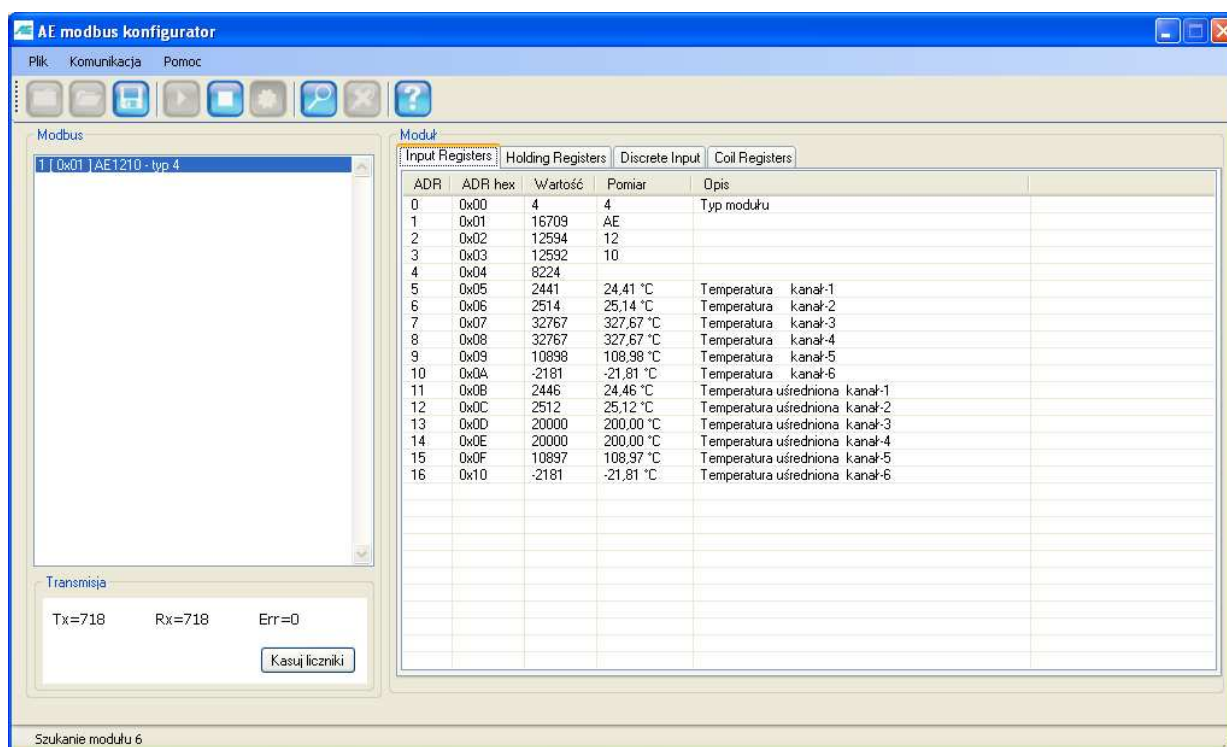 AE modbus konfigurator
Plik Komunikacja Pomoc
Modbus
1 [ 0x01 ] AE1210 - typ 4
Moduł
Input Registers Holding Registers Discrete Input Coil Registers
ADR ADR hex Wartość Pomiar Opis
0 0x00 4 4 Typ modułu
1 0x01 16709 AE
2 0x02 12594 12
3 0x03 12592 10
4 0x04 8224
5 0x05 2441 24,41 °C Temperatura kanał-1
6 0x06 2514 25,14 °C Temperatura kanał-2
7 0x07 32767 327,67 °C Temperatura kanał-3
8 0x08 32767 327,67 °C Temperatura kanał-4
9 0x09 10898 108,98 °C Temperatura kanał-5
10 0x0A -2181 -21,81 °C Temperatura kanał-6
11 0x0B 2446 24,46 °C Temperatura uśredniona kanał-1
12 0x0C 2512 25,12 °C Temperatura uśredniona kanał-2
13 0x0D 20000 200,00 °C Temperatura uśredniona kanał-3
14 0x0E 20000 200,00 °C Temperatura uśredniona kanał-4
15 0x0F 10897 108,97 °C Temperatura uśredniona kanał-5
16 0x10 -2181 -21,81 °C Temperatura uśredniona kanał-6
Transmisja
Tx=718 Rx=718 Err=0
Kasuj liczniki
Szukanie modułu 6